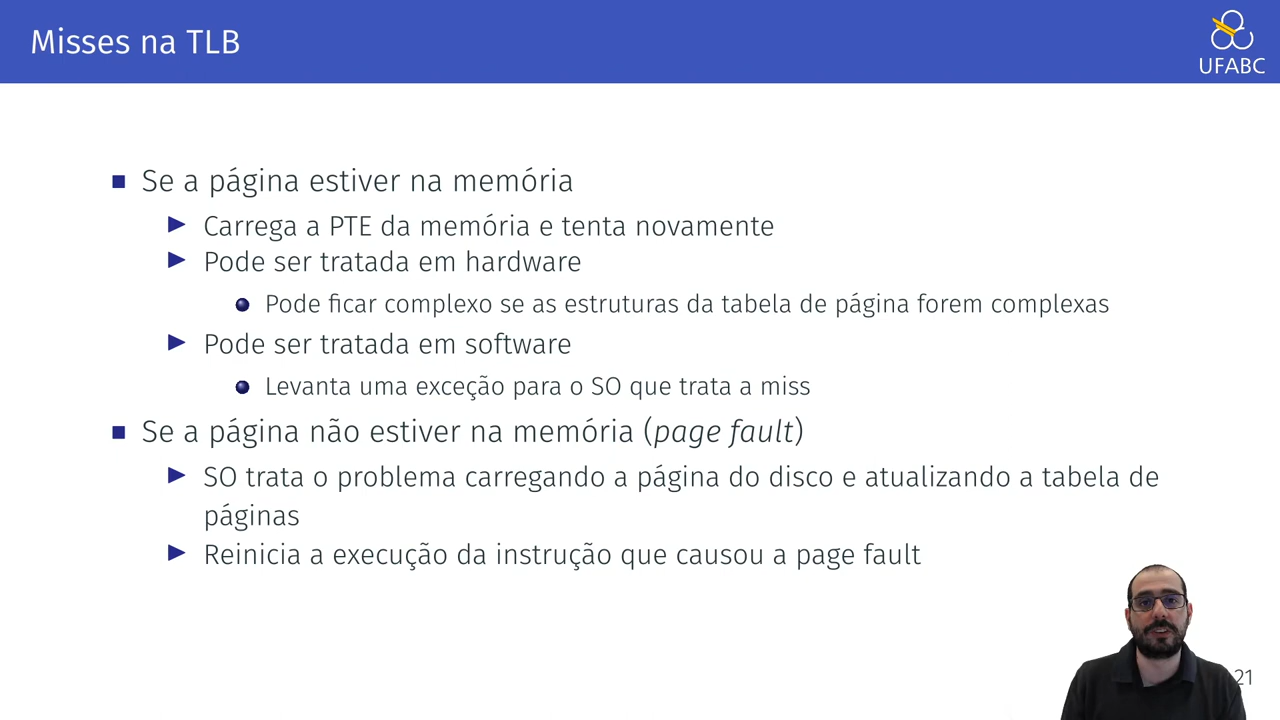 Misses na TLB
UFABC
Se a página estiver na memória
Carrega a PTE da memória e tenta novamente
Pode ser tratada em hardware
Pode ficar complexo se as estruturas da tabela de página forem complexas
Pode ser tratada em software
Levanta uma exceção para o SO que trata a miss
Se a página não estiver na memória (page fault)
SO trata o problema carregando a página do disco e atualizando a tabela de
páginas
Reinicia a execução da instrução que causou a page fault
21